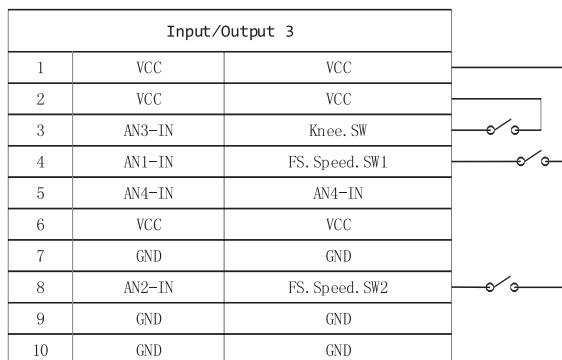 Input/Output 3
1 VCC VCC
2 VCC VCC
3 AN3-IN Knee.SW
4 AN1-IN FS.Speed.SW1
5 AN4-IN AN4-IN
6 VCC VCC
7 GND GND
8 AN2-IN FS.Speed.SW2
9 GND GND
10 GND GND